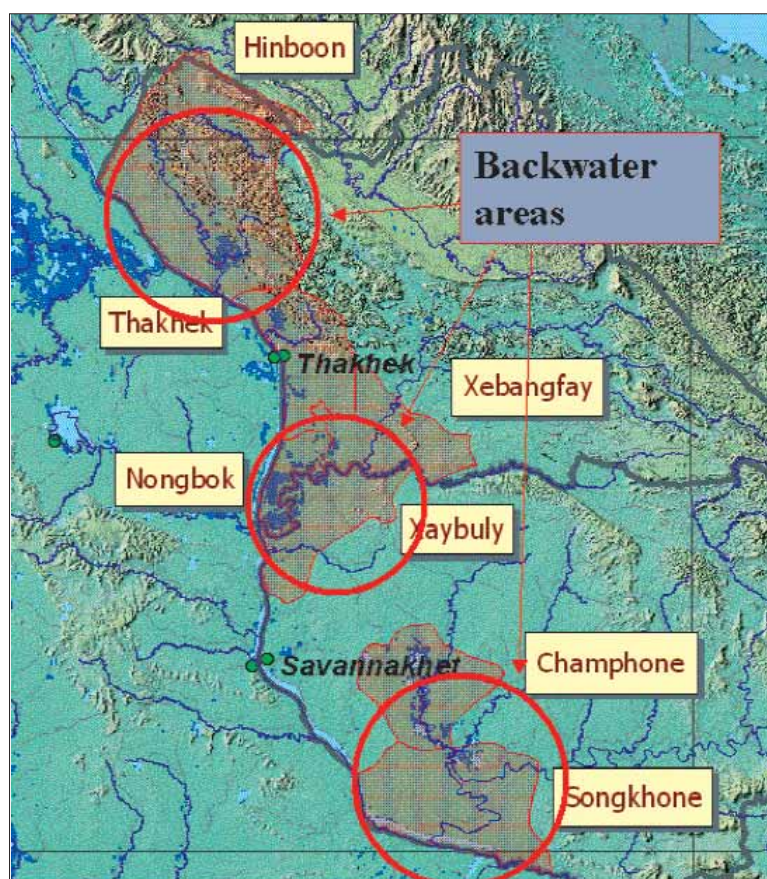 Hinboon
Backwater
areas
Thakhek
Thakhek
Xebangfay
Nongbok
Xaybuly
Savannakhet
Champhone
Songkhone